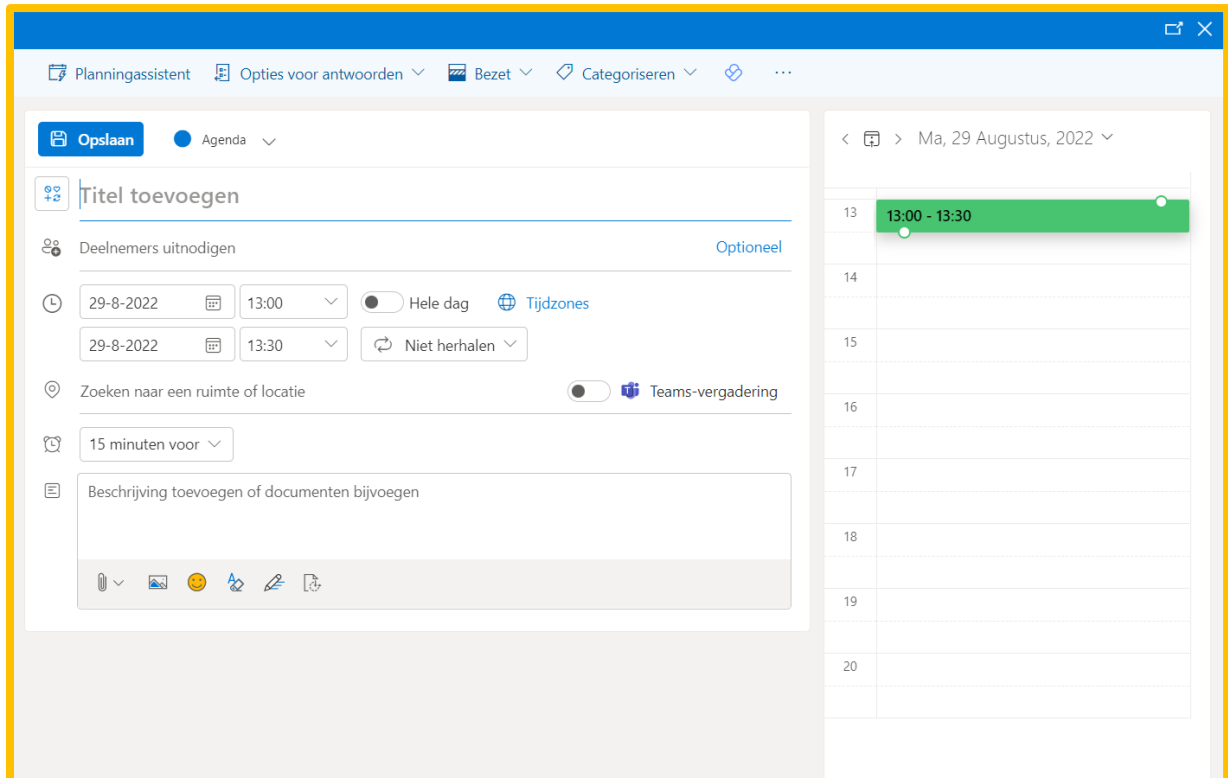 Planningassistent Opties voor antwoorden Bezet Categoriseren ...
Opslaan Agenda
Titel toevoegen
Deelnemers uitnodigen Optioneel
29-8-2022 13:00 Hele dag Tijdzones
29-8-2022 13:30 Niet herhalen
Zoeken naar een ruimte of locatie Teams-vergadering
15 minuten voor
Beschrijving toevoegen of documenten bijvoegen
Ma, 29 Augustus, 2022
13 13:00 - 13:30
14
15
16
17
18
19
20